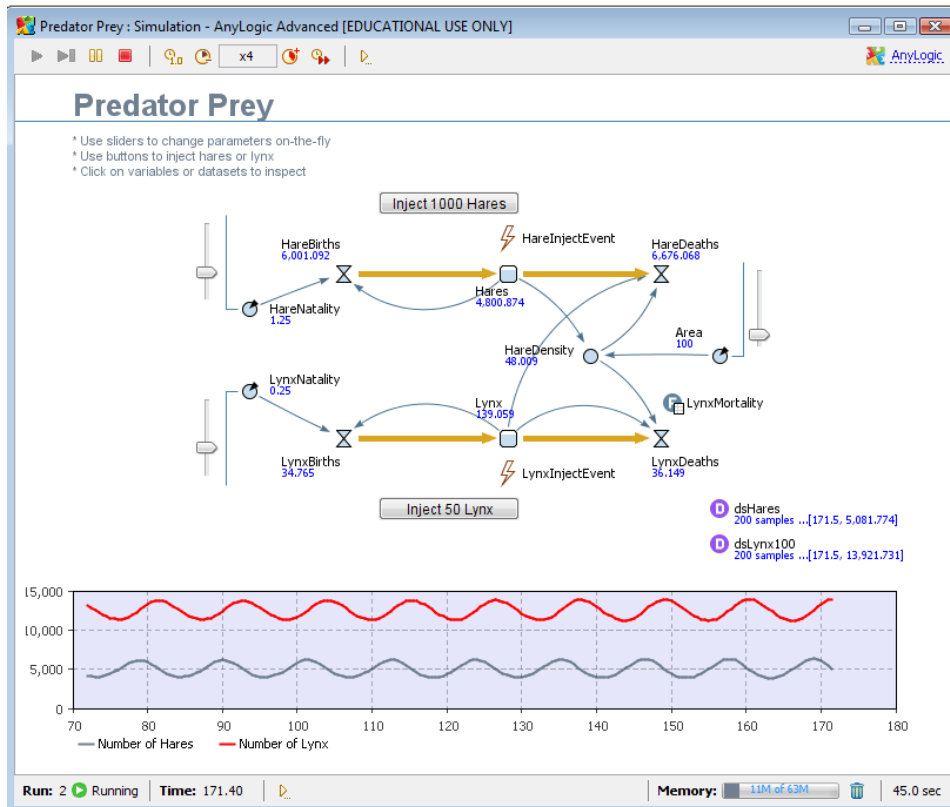 Predator Prey : Simulation - AnyLogic Advanced [EDUCATIONAL USE ONLY]
1.0 x4 AnyLogic
Predator Prey
* Use sliders to change parameters on-the-fly
* Use buttons to inject hares or lynx
* Click on variables or datasets to inspect
Inject 1000 Hares
HareInjectEvent
HareBirths
6,001.092
HareDeaths
6,676.068
Hares
4,800.874
HareNatality
1.25
Area
100
HareDensity
48.009
LynxNatality
0.25
Lynx
139.059
F LynxMortality
LynxBirths
34.765
LynxInjectEvent
LynxDeaths
36.149
Inject 50 Lynx
D dsHares
200 samples ...[171.5, 5,081.774]
D dsLynx100
200 samples ...[171.5, 13,921.731]
15,000
10,000
5,000
0
70 80 90 100 110 120 130 140 150 160 170 180
Number of Hares Number of Lynx
Run: 2 Running Time: 171.40 Memory: 11M of 63M 45.0 sec